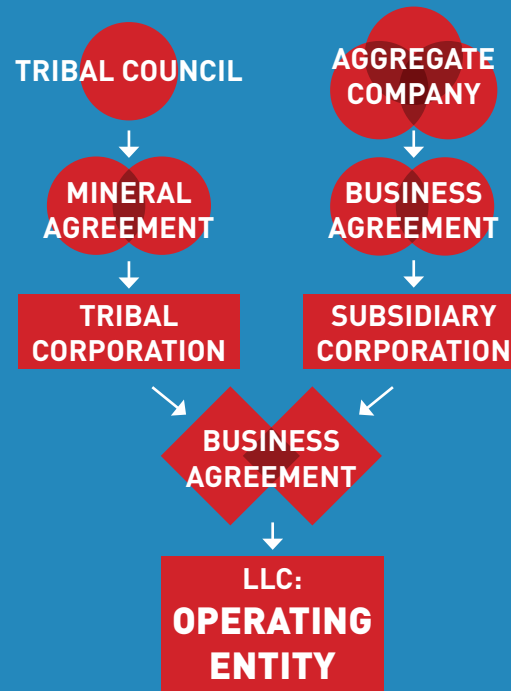 TRIBAL COUNCIL
AGGREGATE
COMPANY
MINERAL
AGREEMENT
BUSINESS
AGREEMENT
TRIBAL
CORPORATION
SUBSIDIARY
CORPORATION
BUSINESS
AGREEMENT
LLC:
OPERATING
ENTITY